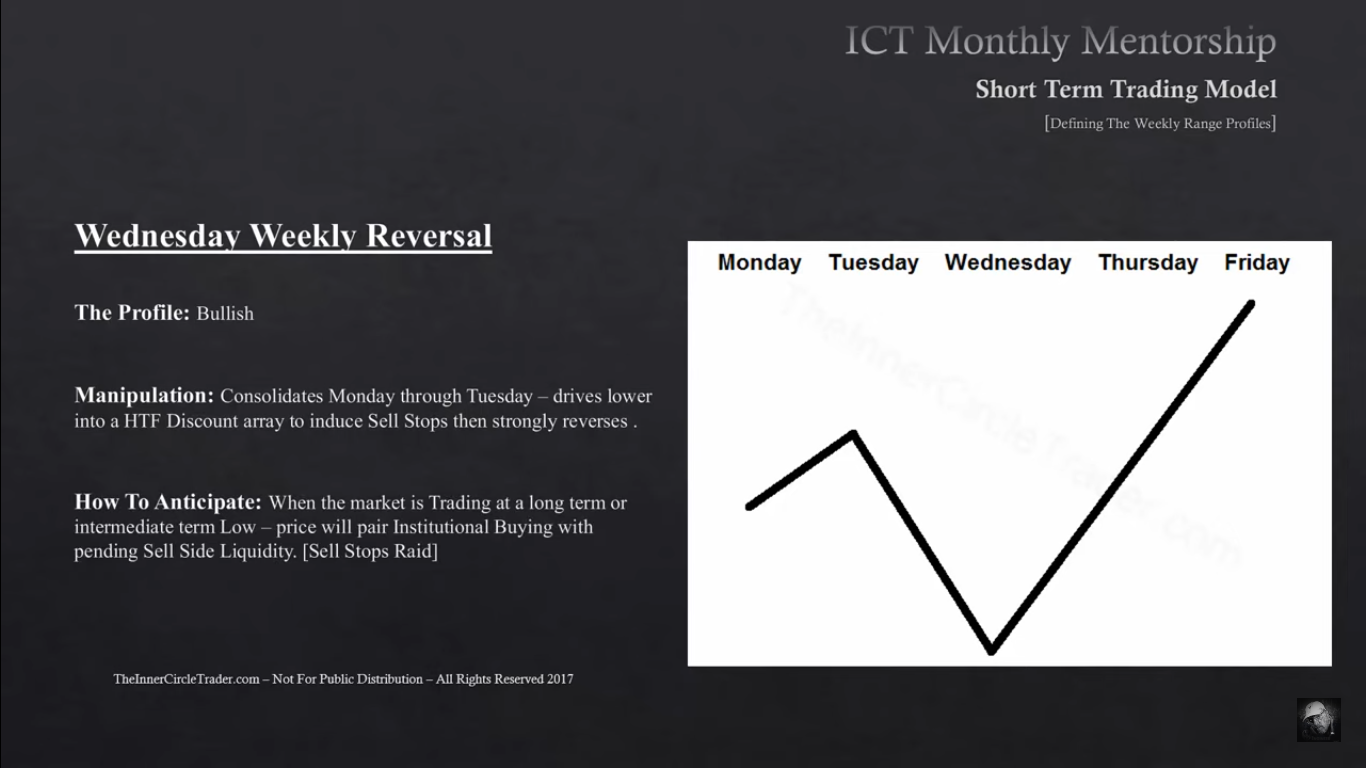 ICT Monthly Mentorship
Short Term Trading Model
[Defining The Weekly Range Profiles]
Wednesday Weekly Reversal
The Profile: Bullish
Manipulation: Consolidates Monday through Tuesday – drives lower
into a HTF Discount array to induce Sell Stops then strongly reverses .
How To Anticipate: When the market is Trading at a long term or
intermediate term Low – price will pair Institutional Buying with
pending Sell Side Liquidity. [Sell Stops Raid]
Monday Tuesday Wednesday Thursday Friday
TheInnerCircleTrader.com
TheInnerCircleTrader.com – Not For Public Distribution – All Rights Reserved 2017